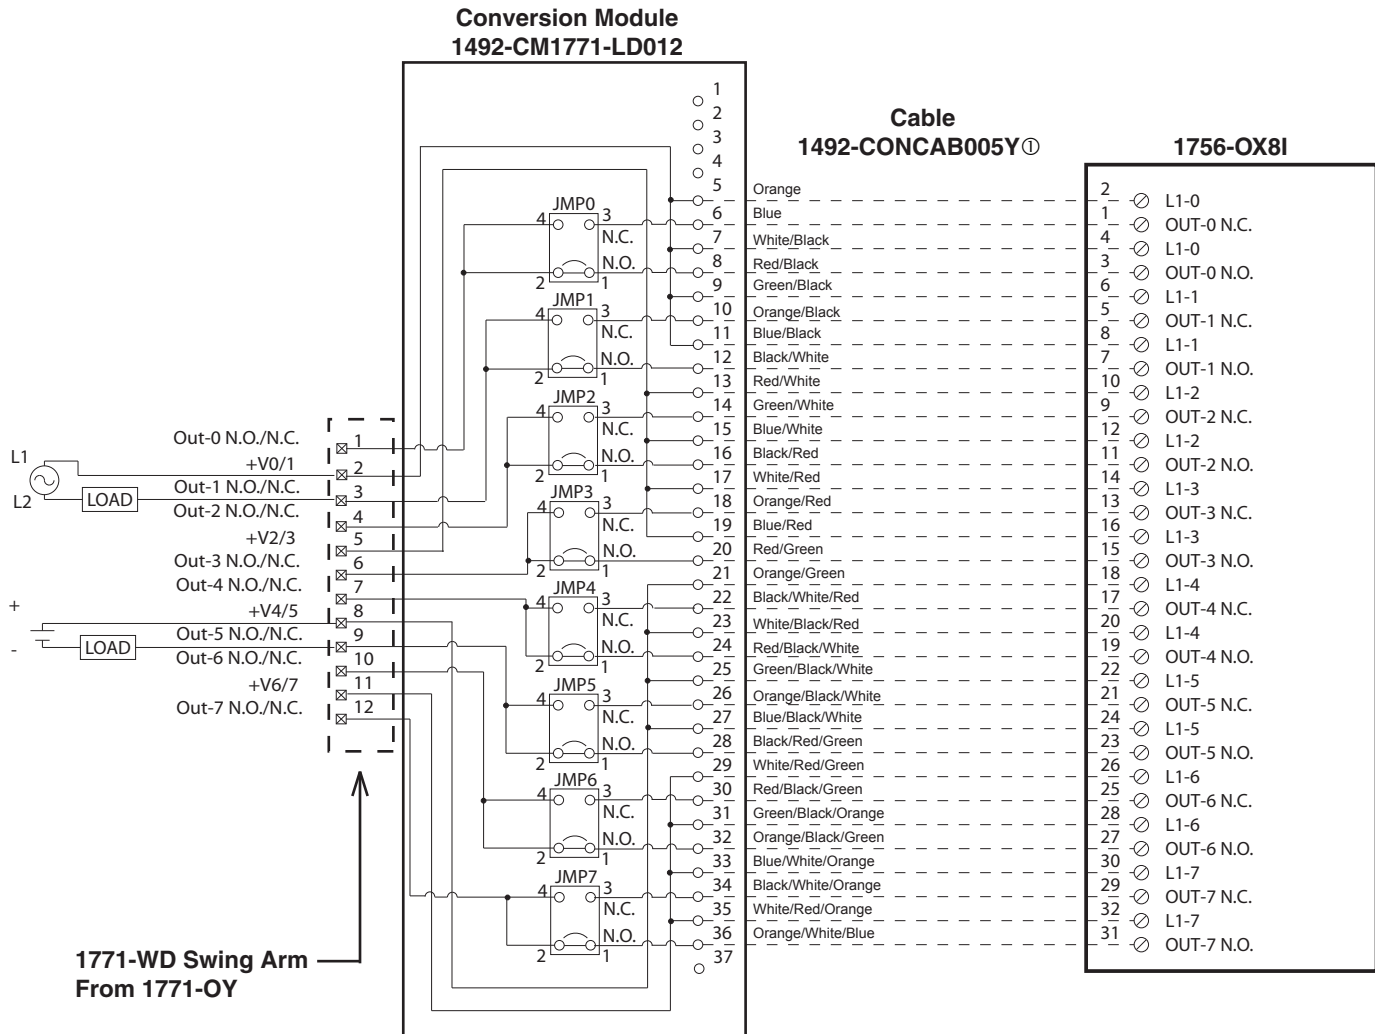 Conversion Module
1492-CM1771-LD012
Cable
1492-CONCAB005Y①
1756-OX8I
1
2
3
4
5 Orange 2 L1-0
6 Blue 1 OUT-0 N.C.
7 White/Black 4 L1-0
8 Red/Black 3 OUT-0 N.O.
9 Green/Black 6 L1-1
10 Orange/Black 5 OUT-1 N.C.
11 Blue/Black 8 L1-1
12 Black/White 7 OUT-1 N.O.
13 Red/White 10 L1-2
14 Green/White 9 OUT-2 N.C.
15 Blue/White 12 L1-2
16 Black/Red 11 OUT-2 N.O.
17 White/Red 14 L1-3
18 Orange/Red 13 OUT-3 N.C.
19 Blue/Red 16 L1-3
20 Red/Green 15 OUT-3 N.O.
21 Orange/Green 18 L1-4
22 Black/White/Red 17 OUT-4 N.C.
23 White/Black/Red 20 L1-4
24 Red/Black/White 19 OUT-4 N.O.
25 Green/Black/White 22 L1-5
26 Orange/Black/White 21 OUT-5 N.C.
27 Blue/Black/White 24 L1-5
28 Black/Red/Green 23 OUT-5 N.O.
29 White/Red/Green 26 L1-6
30 Red/Black/Green 25 OUT-6 N.C.
31 Green/Black/Orange 28 L1-6
32 Orange/Black/Green 27 OUT-6 N.O.
33 Blue/White/Orange 30 L1-7
34 Black/White/Orange 29 OUT-7 N.C.
35 White/Red/Orange 32 L1-7
36 Orange/White/Blue 31 OUT-7 N.O.
37
JMP0
4 3
N.C.
N.O.
2 1
JMP1
4 3
N.C.
N.O.
2 1
JMP2
4 3
N.C.
N.O.
2 1
JMP3
4 3
N.C.
N.O.
2 1
JMP4
4 3
N.C.
N.O.
2 1
JMP5
4 3
N.C.
N.O.
2 1
JMP6
4 3
N.C.
N.O.
2 1
JMP7
4 3
N.C.
N.O.
2 1
Out-0 N.O./N.C. 1
L1 +V0/1 2
L2 LOAD Out-1 N.O./N.C. 3
Out-2 N.O./N.C. 4
+V2/3 5
Out-3 N.O./N.C. 6
Out-4 N.O./N.C. 7
+ +V4/5 8
- LOAD Out-5 N.O./N.C. 9
Out-6 N.O./N.C. 10
+V6/7 11
Out-7 N.O./N.C. 12
1771-WD Swing Arm
From 1771-OY